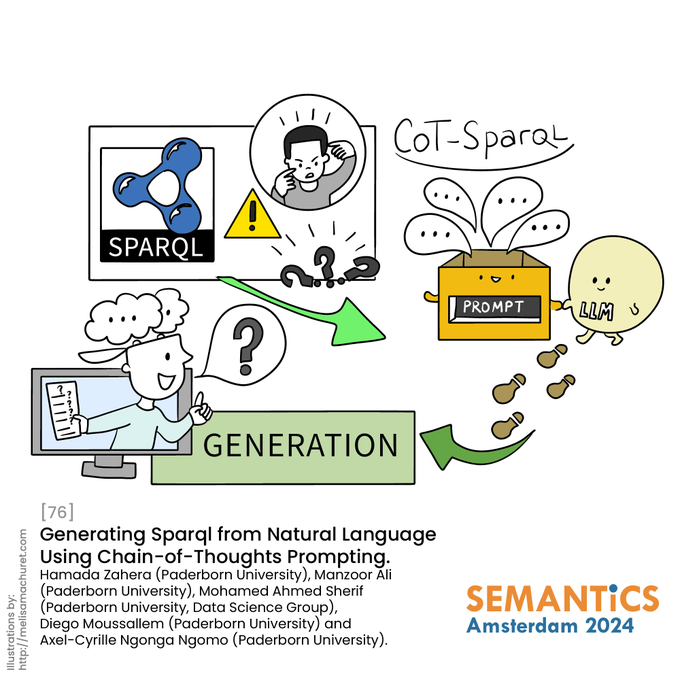 CoT-SparqL
SPARQL
PROMPT
LLM
?
GENERATION
[76]
Generating Sparql from Natural Language
Using Chain-of-Thoughts Prompting.
Hamada Zahera (Paderborn University), Manzoor Ali
(Paderborn University), Mohamed Ahmed Sherif
(Paderborn University, Data Science Group),
Diego Moussallem (Paderborn University) and
Axel-Cyrille Ngonga Ngomo (Paderborn University).
SEMANTiCS
Amsterdam 2024
Illustrations by:
http://melisamachuret.com